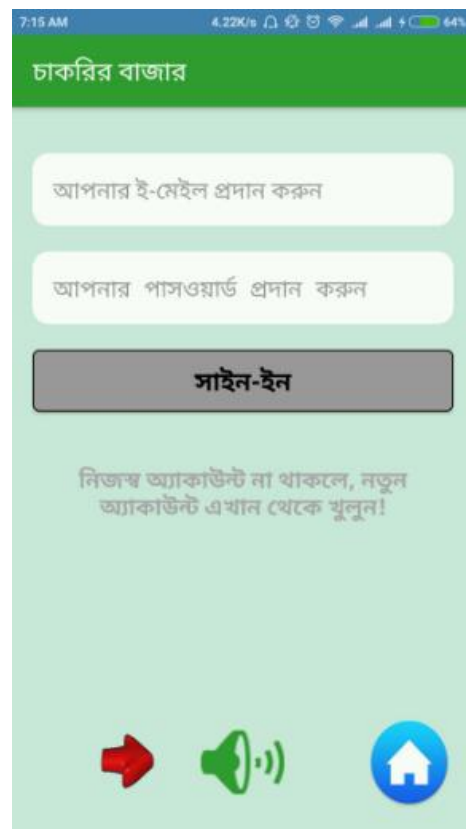 7:15 AM 4.22K/s 64%
চাকরির বাজার
আপনার ই-মেইল প্রদান করুন
আপনার পাসওয়ার্ড প্রদান করুন
সাইন-ইন
নিজস্ব অ্যাকাউন্ট না থাকলে, নতুন
অ্যাকাউন্ট এখান থেকে খুলুন!